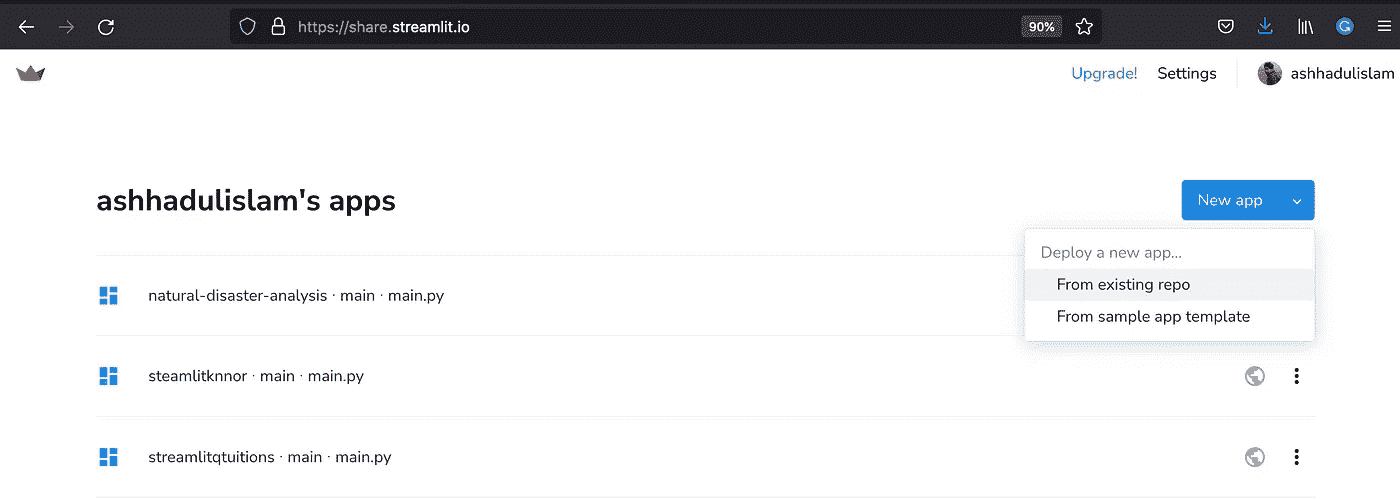 https://share.streamlit.io 90% G
Upgrade! Settings ashhadulislam
ashhadulislam's apps
New app
Deploy a new app...
From existing repo
From sample app template
natural-disaster-analysis · main · main.py
steamlitknnor · main · main.py
streamlitqtuitions · main · main.py